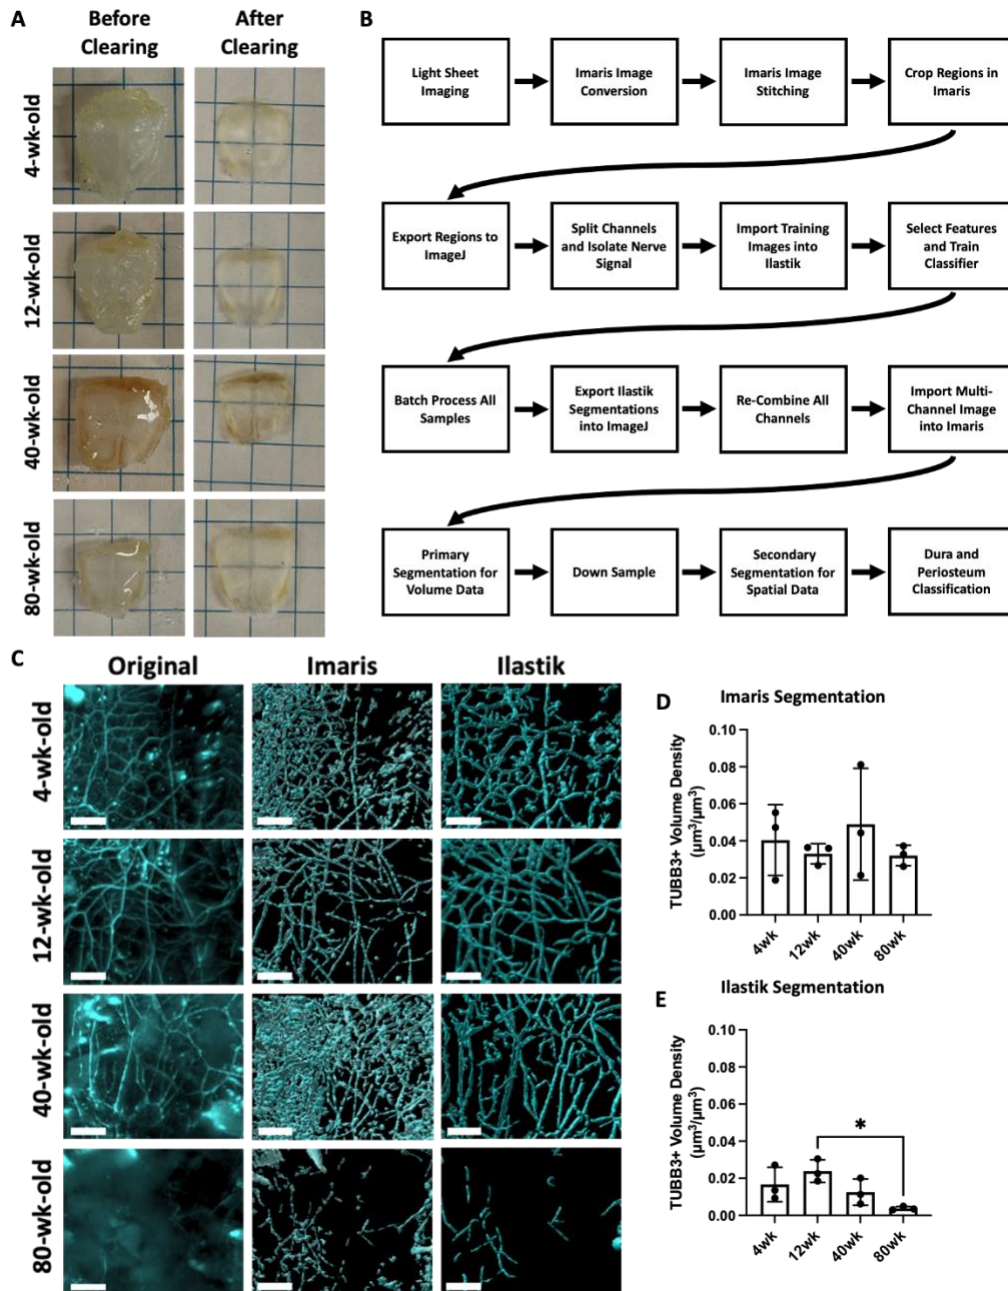 A
Before
Clearing
After
Clearing
4-wk-old
12-wk-old
40-wk-old
80-wk-old
B
Light Sheet
Imaging
Imaris Image
Conversion
Imaris Image
Stitching
Crop Regions in
Imaris
Export Regions to
ImageJ
Split Channels
and Isolate Nerve
Signal
Import Training
Images into
Ilastik
Select Features
and Train
Classifier
Batch Process All
Samples
Export Ilastik
Segmentations
into ImageJ
Re-Combine All
Channels
Import Multi-
Channel Image
into Imaris
Primary
Segmentation for
Volume Data
Down Sample
Secondary
Segmentation for
Spatial Data
Dura and
Periosteum
Classification
C
Original
Imaris
Ilastik
4-wk-old
12-wk-old
40-wk-old
80-wk-old
D
Imaris Segmentation
TUBB3+ Volume Density
(µm³/µm³)
0.10
0.08
0.06
0.04
0.02
0.00
4wk
12wk
40wk
80wk
E
Ilastik Segmentation
TUBB3+ Volume Density
(µm³/µm³)
0.10
0.08
0.06
0.04
0.02
0.00
*
4wk
12wk
40wk
80wk